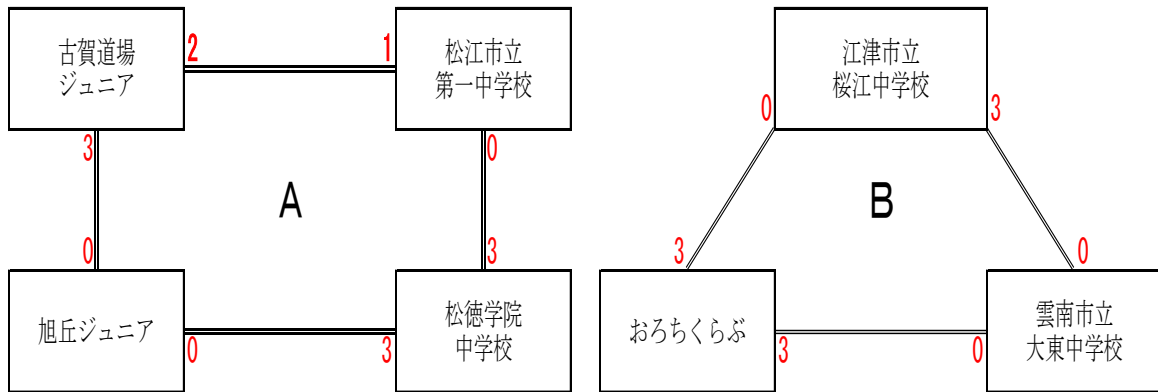 古賀道場
ジュニア
2
1
松江市立
第一中学校
江津市立
桜江中学校
0
3
3
0
A
B
0
3
3
0
旭丘ジュニア
松徳学院
中学校
おろちくらぶ
雲南市立
大東中学校
0
3
3
0